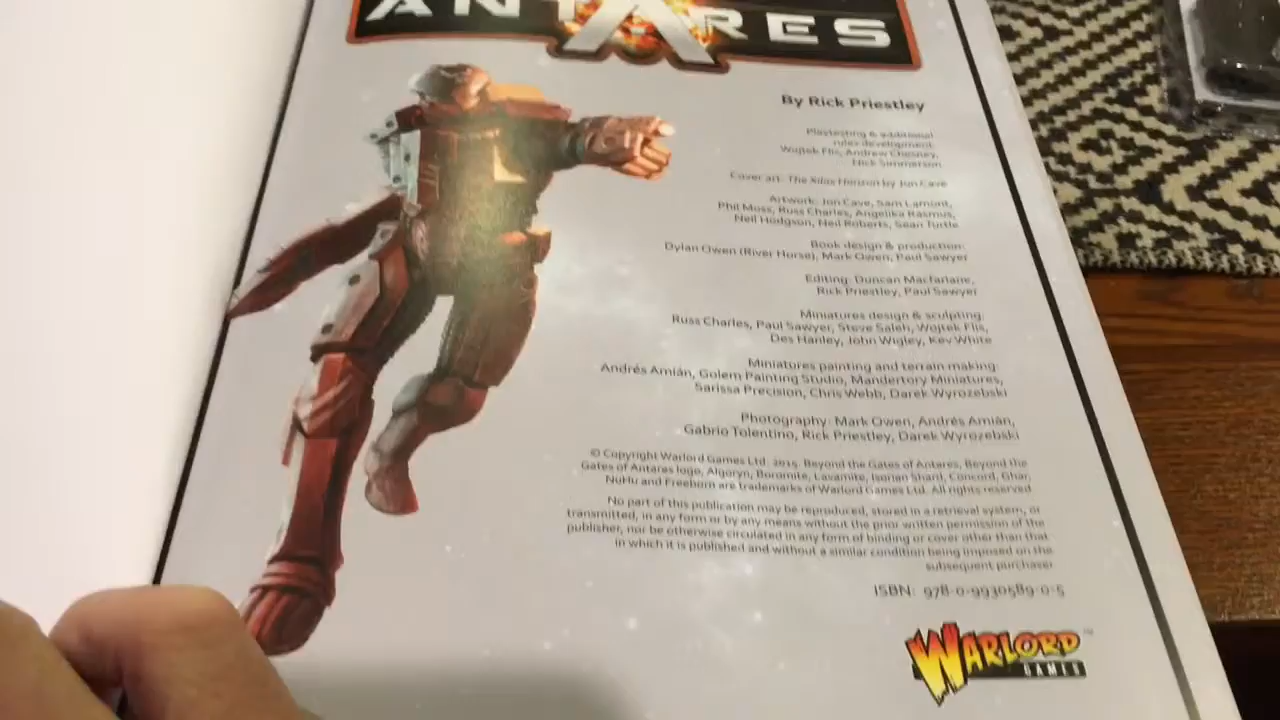 ANTARES
By Rick Priestley
Playtesting & additional
rules development:
Wojtek Flis, Andrew Chesney,
Nick Simmerson
Cover art: The Xilos Horizon by Jon Cave
Artwork: Jon Cave, Sam Lamont,
Phil Moss, Russ Charles, Angelika Rasmus,
Neil Hodgson, Neil Roberts, Sean Turtle
Book design & production:
Dylan Owen (River Horse), Mark Owen, Paul Sawyer
Editing: Duncan Macfarlane,
Rick Priestley, Paul Sawyer
Miniatures design & sculpting:
Russ Charles, Paul Sawyer, Steve Saleh, Wojtek Flis,
Des Hanley, John Wigley, Kev White
Miniatures painting and terrain making:
Andrés Amián, Golem Painting Studio, Mandertory Miniatures,
Sarissa Precision, Chris Webb, Darek Wyrozebski
Photography: Mark Owen, Andrés Amián,
Gabrio Tolentino, Rick Priestley, Darek Wyrozebski
© Copyright Warlord Games Ltd. 2015. Beyond the Gates of Antares, Beyond the
Gates of Antares logo, Algoryn, Boromite, Lavamite, Isorian Shard, Concord, Ghar,
NuHu and Freeborn are trademarks of Warlord Games Ltd. All rights reserved
No part of this publication may be reproduced, stored in a retrieval system, or
transmitted, in any form or by any means without the prior written permission of the
publisher, nor be otherwise circulated in any form of binding or cover other than that
in which it is published and without a similar condition being imposed on the
subsequent purchaser
ISBN: 978-0-9930589-0-5
WARLORD
GAMES